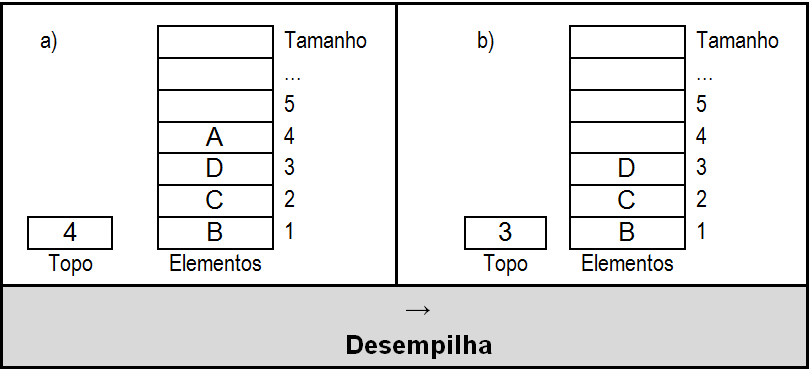 a) Tamanho
...
5
A 4
D 3
C 2
4 B 1
Topo Elementos
b) Tamanho
...
5
4
D 3
C 2
3 B 1
Topo Elementos
→
Desempilha